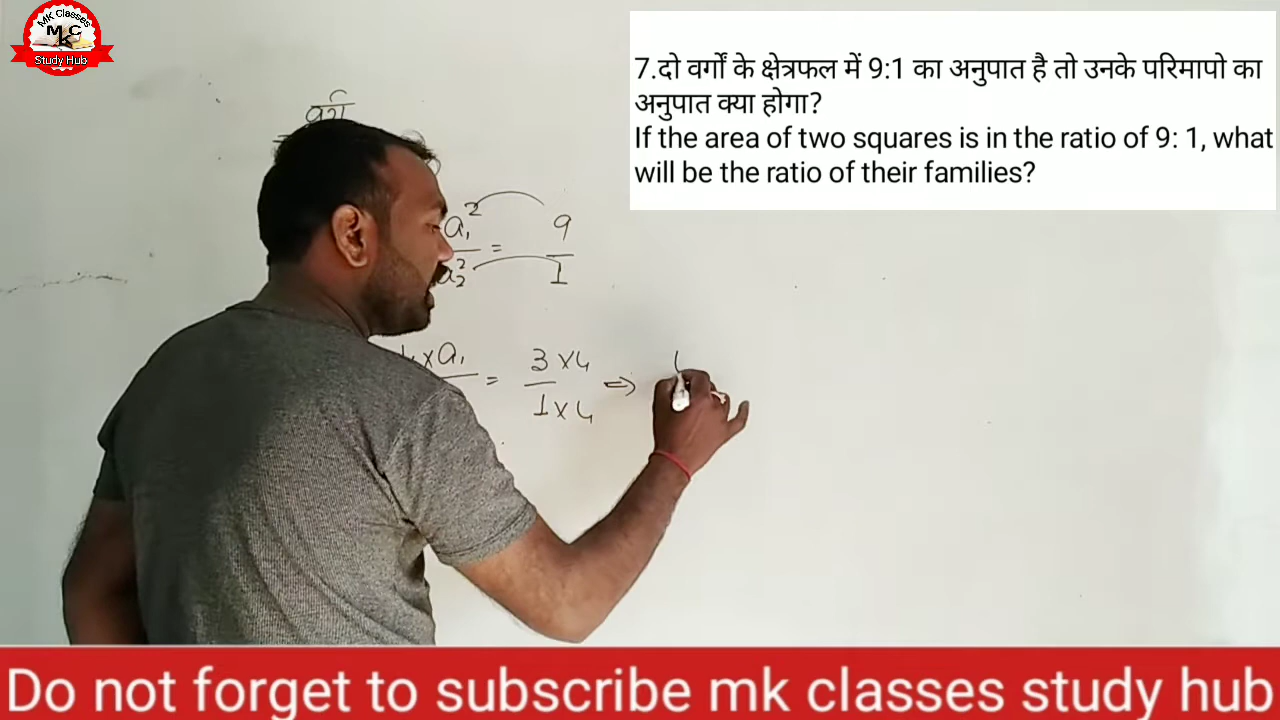 MK Classes
MKC
Study Hub
7.दो वर्गों के क्षेत्रफल में 9:1 का अनुपात है तो उनके परिमापो का
अनुपात क्या होगा?
If the area of two squares is in the ratio of 9: 1, what
will be the ratio of their families?
वर्ग
a₁² / a₂² = 9 / 1
×a₁ = 3×4 / 1×4 ⇒
Do not forget to subscribe mk classes study hub